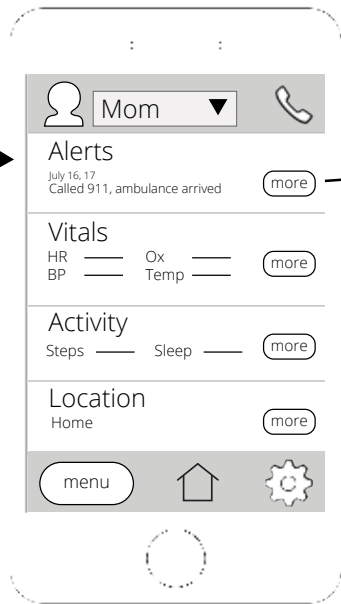 Mom
Alerts
July 16, 17
Called 911, ambulance arrived
more
Vitals
HR Ox
BP Temp
more
Activity
Steps Sleep
more
Location
Home
more
menu